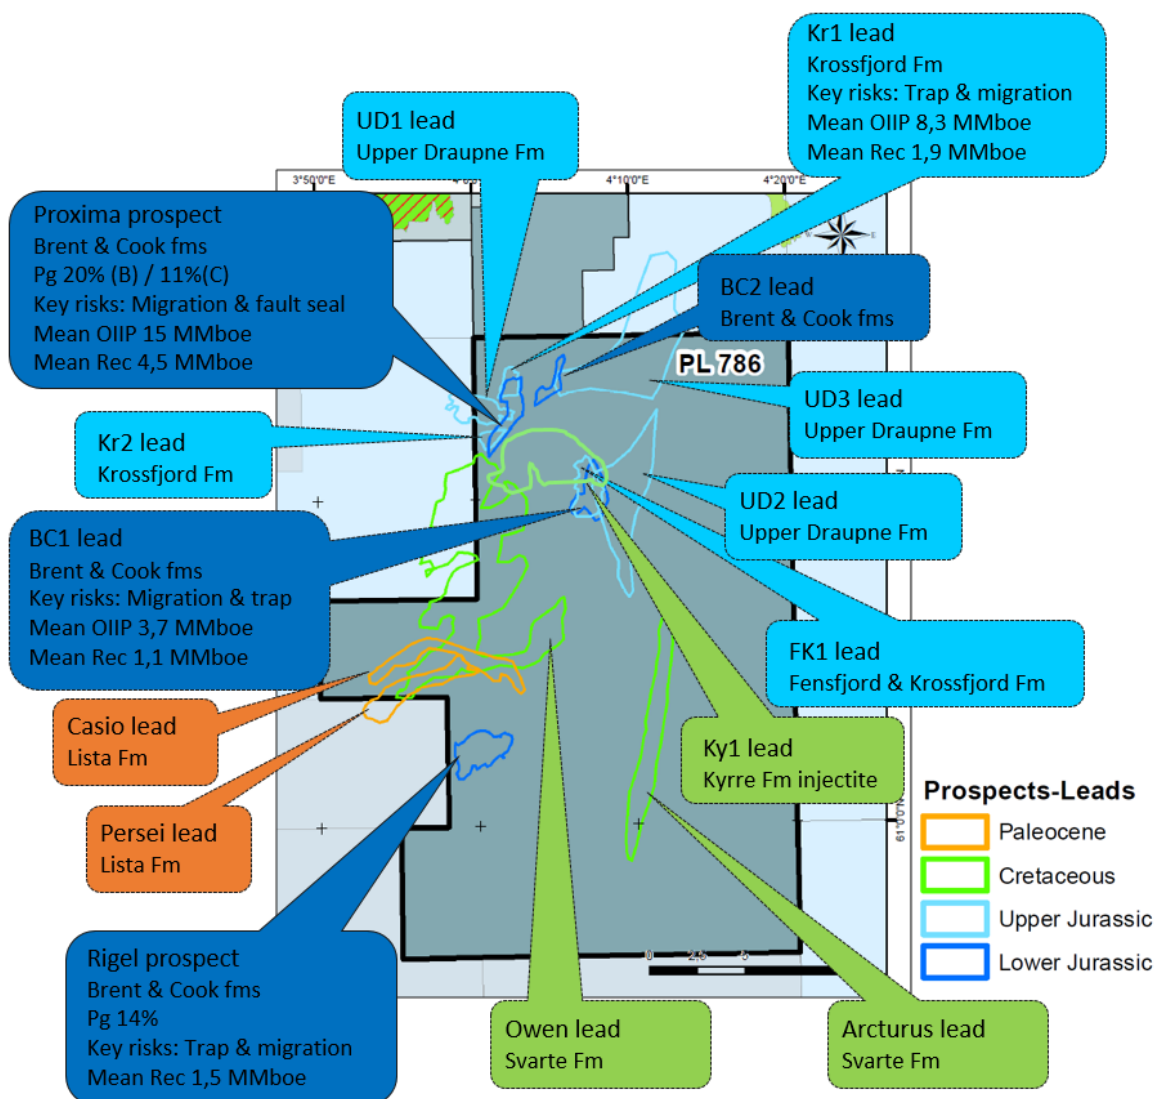 Kr1 lead
Krossfjord Fm
Key risks: Trap & migration
Mean OIIP 8,3 MMboe
Mean Rec 1,9 MMboe
UD1 lead
Upper Draupne Fm
3°50'0"E
4°10'0"E
4°20'0"E
Proxima prospect
Brent & Cook fms
Pg 20% (B) / 11%(C)
Key risks: Migration & fault seal
Mean OIIP 15 MMboe
Mean Rec 4,5 MMboe
W
E
BC2 lead
Brent & Cook fms
PL 786
UD3 lead
Upper Draupne Fm
Kr2 lead
Krossfjord Fm
UD2 lead
Upper Draupne Fm
BC1 lead
Brent & Cook fms
Key risks: Migration & trap
Mean OIIP 3,7 MMboe
Mean Rec 1,1 MMboe
FK1 lead
Fensfjord & Krossfjord Fm
Casio lead
Lista Fm
Ky1 lead
Kyrre Fm injectite
Persei lead
Lista Fm
61°0'0"N
Prospects-Leads
Paleocene
Cretaceous
Upper Jurassic
Lower Jurassic
Rigel prospect
Brent & Cook fms
Pg 14%
Key risks: Trap & migration
Mean Rec 1,5 MMboe
0 2,5 5
Owen lead
Svarte Fm
Arcturus lead
Svarte Fm